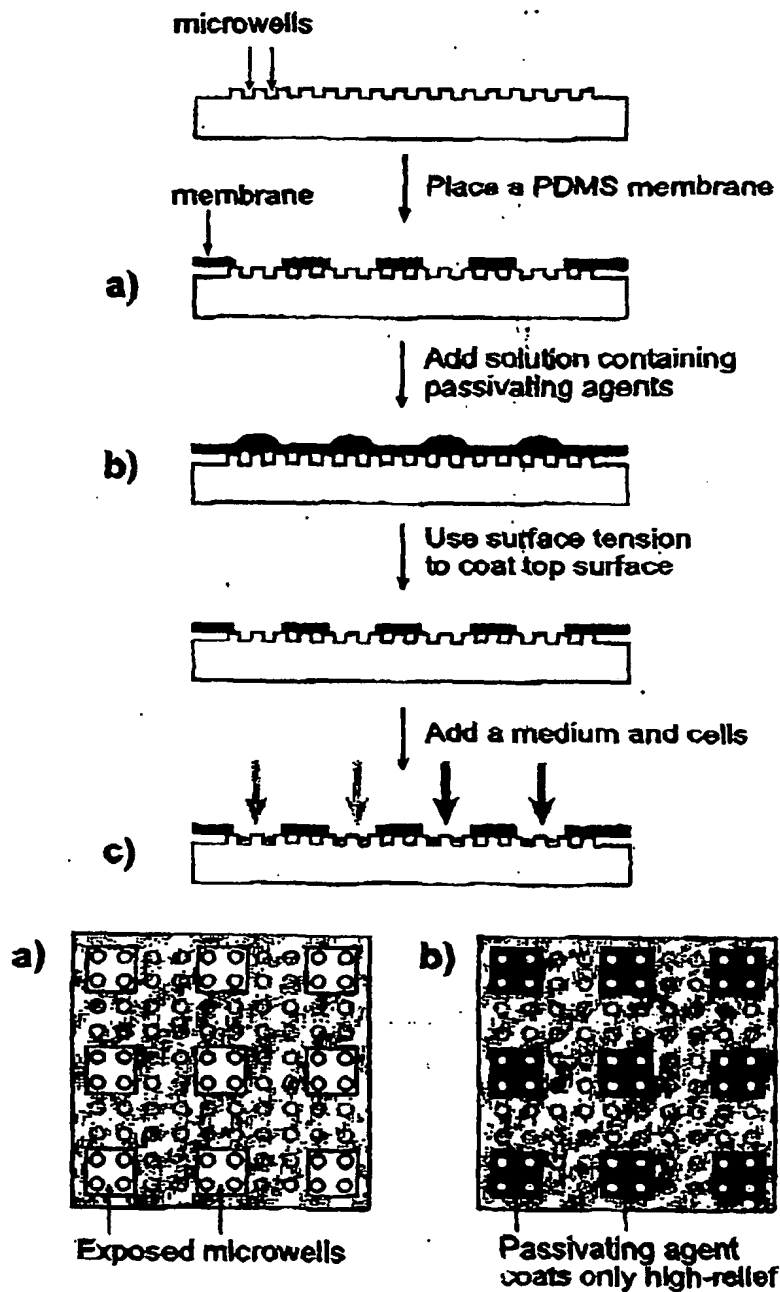 microwells
Place a PDMS membrane
membrane
a)
Add solution containing
passivating agents
b)
Use surface tension
to coat top surface
Add a medium and cells
c)
a)
b)
Exposed microwells
Passivating agent
coats only high-relief